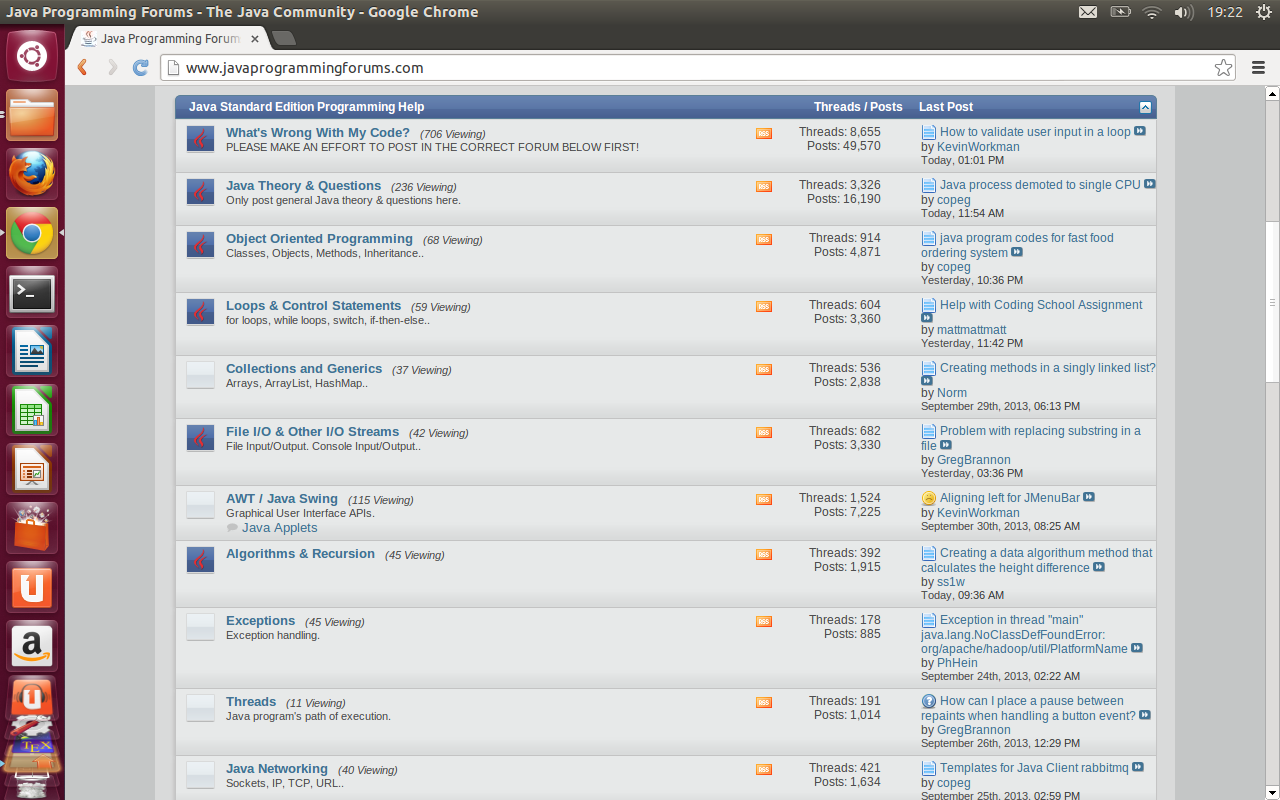 Java Programming Forums - The Java Community - Google Chrome
19:22
Java Programming Forum
www.javaprogrammingforums.com
Java Standard Edition Programming Help Threads / Posts Last Post
What's Wrong With My Code? (706 Viewing)
PLEASE MAKE AN EFFORT TO POST IN THE CORRECT FORUM BELOW FIRST!
RSS
Threads: 8,655
Posts: 49,570
How to validate user input in a loop
by KevinWorkman
Today, 01:01 PM
Java Theory & Questions (236 Viewing)
Only post general Java theory & questions here.
RSS
Threads: 3,326
Posts: 16,190
Java process demoted to single CPU
by copeg
Today, 11:54 AM
Object Oriented Programming (68 Viewing)
Classes, Objects, Methods, Inheritance..
RSS
Threads: 914
Posts: 4,871
java program codes for fast food
ordering system
by copeg
Yesterday, 10:36 PM
Loops & Control Statements (59 Viewing)
for loops, while loops, switch, if-then-else..
RSS
Threads: 604
Posts: 3,360
Help with Coding School Assignment
by mattmattmatt
Yesterday, 11:42 PM
Collections and Generics (37 Viewing)
Arrays, ArrayList, HashMap..
RSS
Threads: 536
Posts: 2,838
Creating methods in a singly linked list?
by Norm
September 29th, 2013, 06:13 PM
File I/O & Other I/O Streams (42 Viewing)
File Input/Output. Console Input/Output..
RSS
Threads: 682
Posts: 3,330
Problem with replacing substring in a
file
by GregBrannon
Yesterday, 03:36 PM
AWT / Java Swing (115 Viewing)
Graphical User Interface APIs.
Java Applets
RSS
Threads: 1,524
Posts: 7,225
Aligning left for JMenuBar
by KevinWorkman
September 30th, 2013, 08:25 AM
Algorithms & Recursion (45 Viewing)
RSS
Threads: 392
Posts: 1,915
Creating a data algorithum method that
calculates the height difference
by ss1w
Today, 09:36 AM
Exceptions (45 Viewing)
Exception handling.
RSS
Threads: 178
Posts: 885
Exception in thread "main"
java.lang.NoClassDefFoundError:
org/apache/hadoop/util/PlatformName
by PhHein
September 24th, 2013, 02:22 AM
Threads (11 Viewing)
Java program's path of execution.
RSS
Threads: 191
Posts: 1,014
How can I place a pause between
repaints when handling a button event?
by GregBrannon
September 26th, 2013, 12:29 PM
Java Networking (40 Viewing)
Sockets, IP, TCP, URL..
RSS
Threads: 421
Posts: 1,634
Templates for Java Client rabbitmq
by copeg
September 25th, 2013, 02:59 PM
TEX